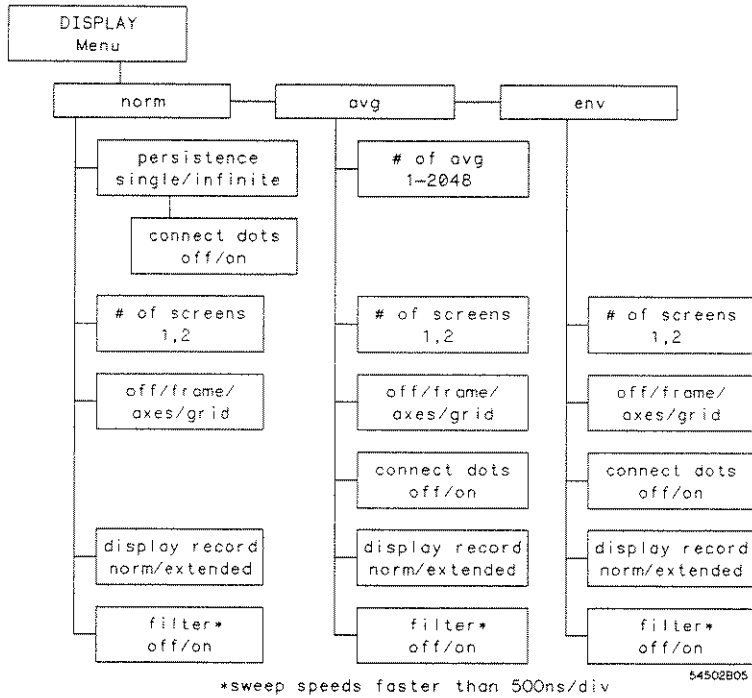 DISPLAY
Menu
norm
avg
env
persistence
single/infinite
# of avg
1-2048
connect dots
off/on
# of screens
1,2
# of screens
1,2
# of screens
1,2
off/frame/
axes/grid
off/frame/
axes/grid
off/frame/
axes/grid
connect dots
off/on
connect dots
off/on
display record
norm/extended
display record
norm/extended
display record
norm/extended
filter*
off/on
filter*
off/on
filter*
off/on
54502B05
*sweep speeds faster than 500ns/div